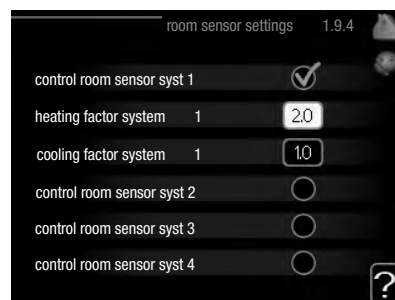 room sensor settings 1.9.4
control room sensor syst 1
heating factor system 1 2.0
cooling factor system 1 1.0
control room sensor syst 2
control room sensor syst 3
control room sensor syst 4
?